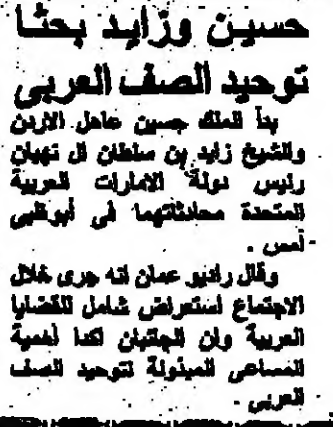 حسين وزايد بحثا
توحيد الصف العربى
بدأ الملك حسين عاهل الاردن
والشيخ زايد بن سلطان ال نهيان
رئيس دولة الامارات العربية
المتحدة محادثاتهما فى أبوظبى
أمس .
وقال راديو عمان انه جرى خلال
الاجتماع استعراض شامل للقضايا
العربية وان الجانبان اكدا أهمية
المساعى المبذولة لتوحيد الصف
العربى .